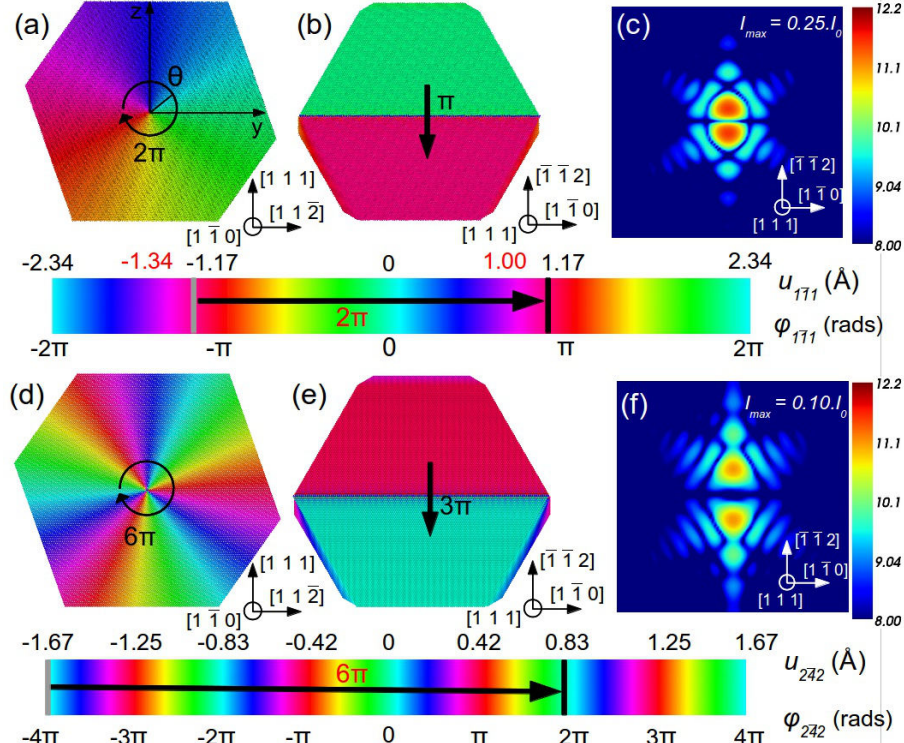 (a)
z
θ
y
2π
[1 1 1]
[1 1̄ 0]
[1 1 2̄]
(b)
π
[1̄ 1̄ 2]
[1 1̄ 0]
[1 1 1]
(c)
I_max = 0.25.I_0
[1̄ 1̄ 2]
[1 1̄ 0]
[1 1 1]
12.2
11.1
10.1
9.04
8.00
-2.34 -1.34 -1.17 0 1.00 1.17 2.34
u_11̄1 (Å)
2π
φ_11̄1 (rads)
-2π -π 0 π 2π
(d)
6π
[1 1 1]
[1 1̄ 0]
[1 1 2̄]
(e)
3π
[1̄ 1̄ 2]
[1 1̄ 0]
[1 1 1]
(f)
I_max = 0.10.I_0
[1̄ 1̄ 2]
[1 1̄ 0]
[1 1 1]
12.2
11.1
10.1
9.04
8.00
-1.67 -1.25 -0.83 -0.42 0 0.42 0.83 1.25 1.67
u_24̄2 (Å)
6π
φ_24̄2 (rads)
-4π -3π -2π -π 0 π 2π 3π 4π